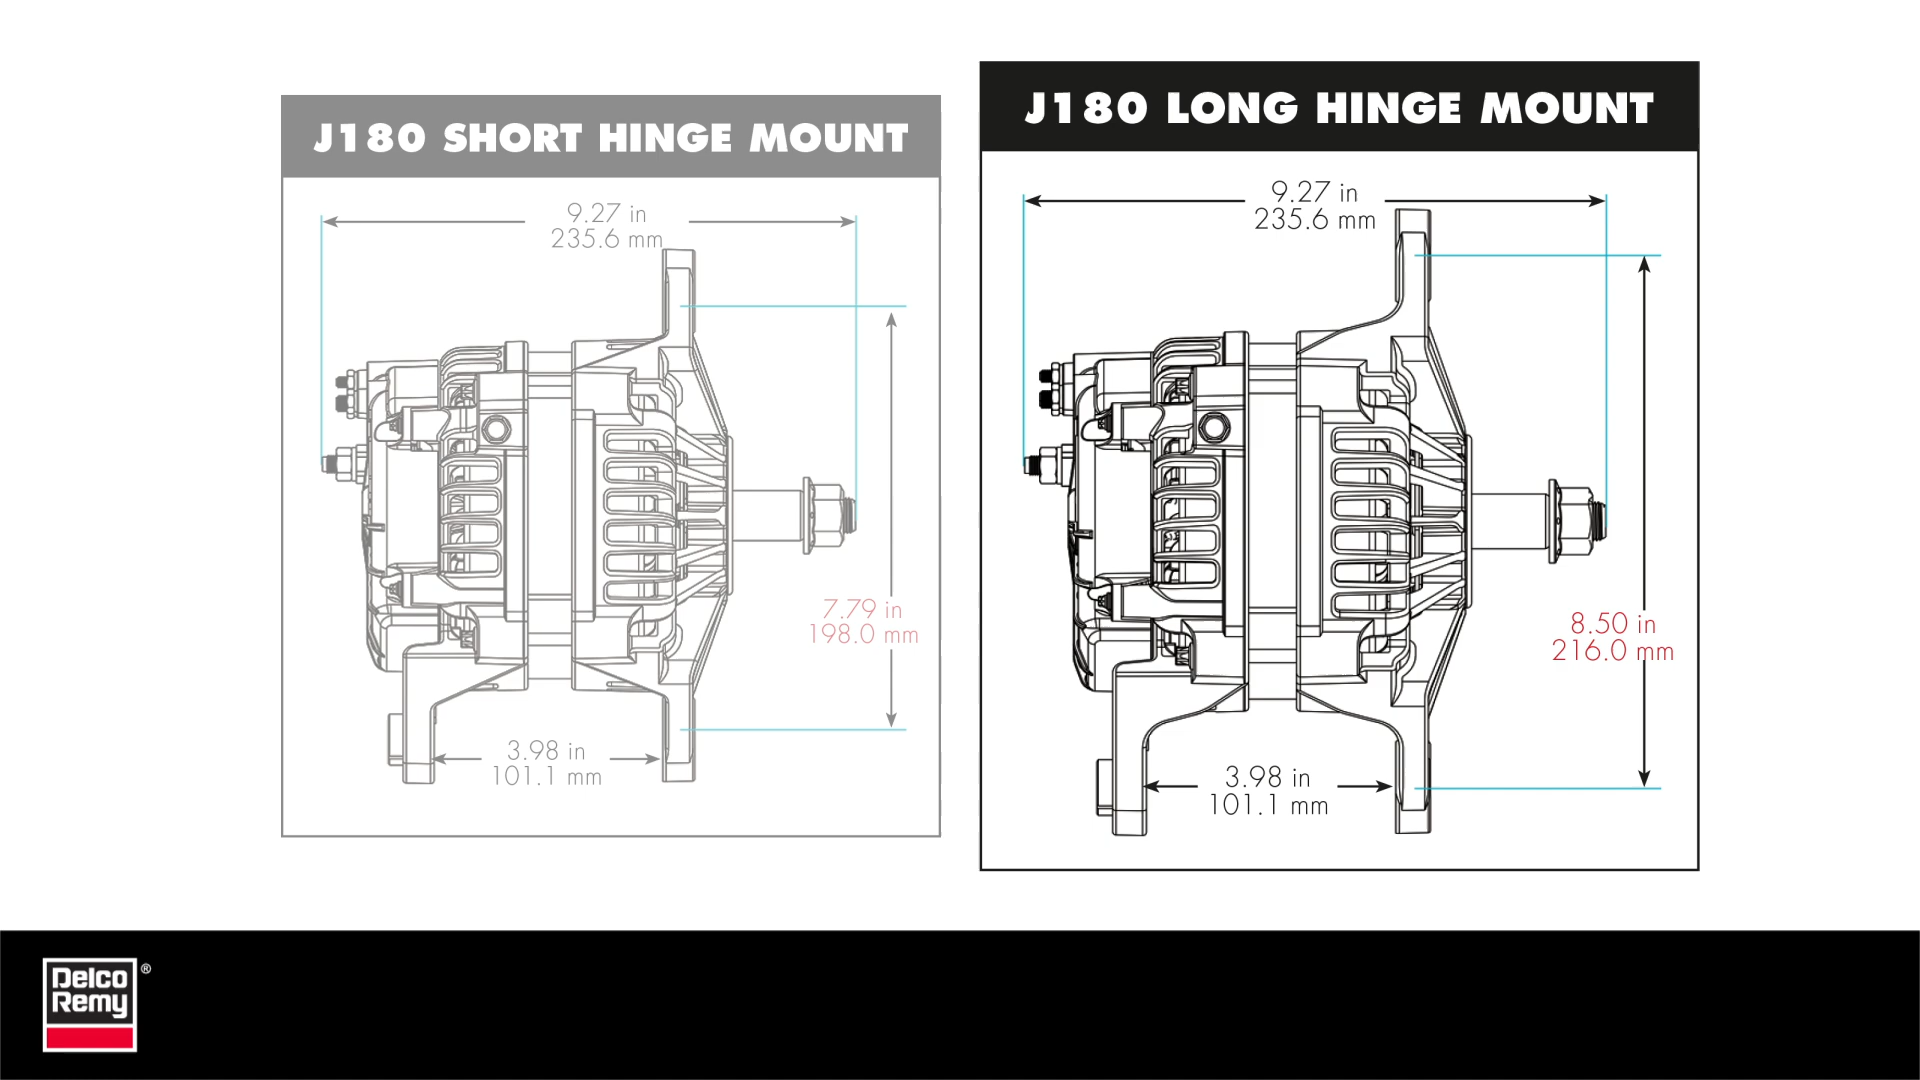 J180 SHORT HINGE MOUNT
9.27 in
235.6 mm
7.79 in
198.0 mm
3.98 in
101.1 mm
J180 LONG HINGE MOUNT
9.27 in
235.6 mm
8.50 in
216.0 mm
3.98 in
101.1 mm
Delco
Remy
®